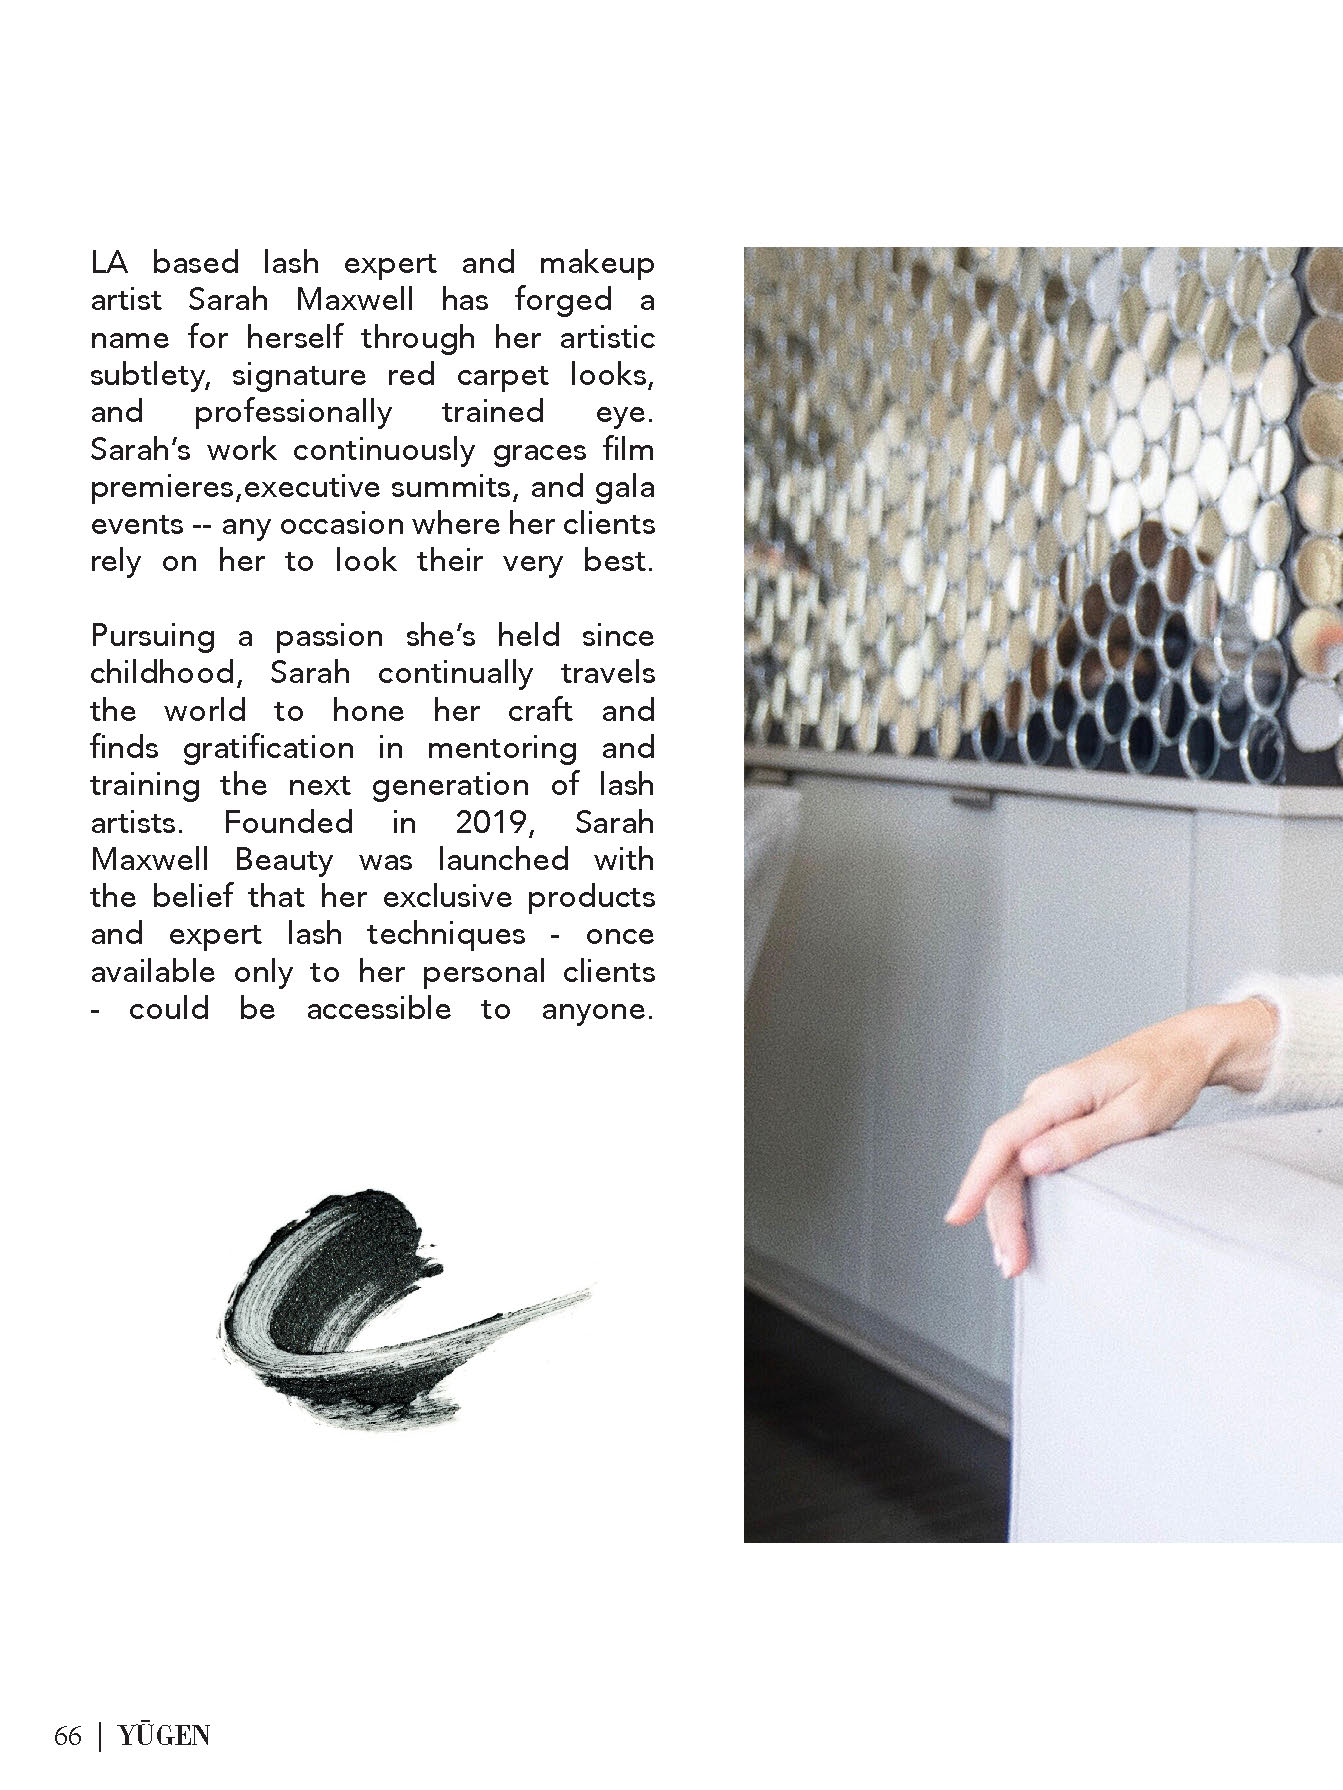 LA based lash expert and makeup
artist Sarah Maxwell has forged a
name for herself through her artistic
subtlety, signature red carpet looks,
and professionally trained eye.
Sarah's work continuously graces film
premieres,executive summits, and gala
events -- any occasion where her clients
rely on her to look their very best.
Pursuing a passion she's held since
childhood, Sarah continually travels
the world to hone her craft and
finds gratification in mentoring and
training the next generation of lash
artists. Founded in 2019, Sarah
Maxwell Beauty was launched with
the belief that her exclusive products
and expert lash techniques - once
available only to her personal clients
- could be accessible to anyone.
66 | YŪGEN